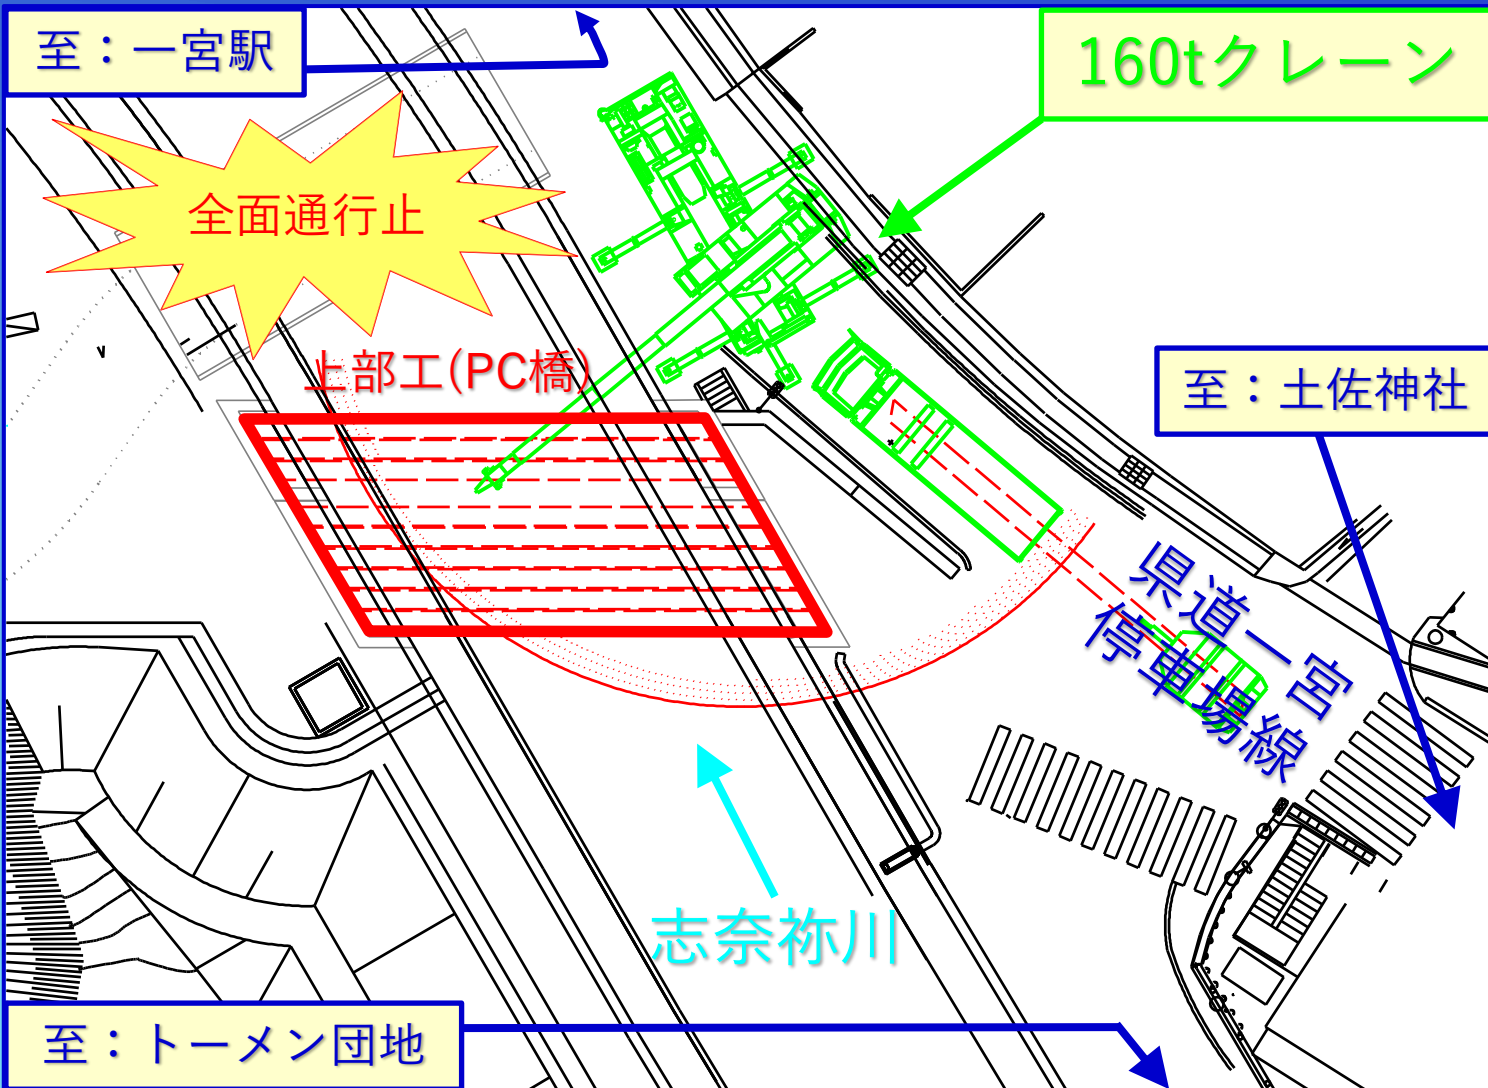 至：一宮駅
160tクレーン
全面通行止
上部工(PC橋)
至：土佐神社
県道一宮
停車場線
志奈祢川
至：トーメン団地